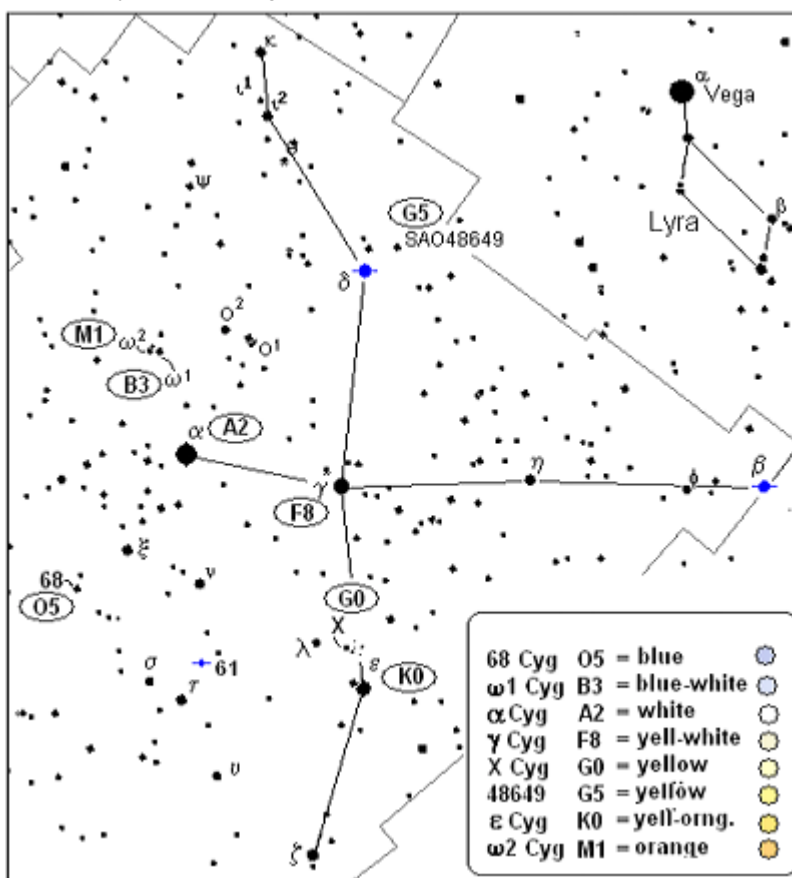 κ
ι1
ι2
θ
α
Vega
ψ
G5
SAO48649
β
Lyra
δ
ο2
ο1
M1
ω2
B3
ω1
α
A2
γ
η
ϕ
β
F8
ξ
68
ν
O5
G0
χ
λ
ε
K0
61
σ
τ
υ
ζ
68 Cyg O5 = blue
ω1 Cyg B3 = blue-white
α Cyg A2 = white
γ Cyg F8 = yell-white
χ Cyg G0 = yellow
48649 G5 = yellow
ε Cyg K0 = yell-orng.
ω2 Cyg M1 = orange